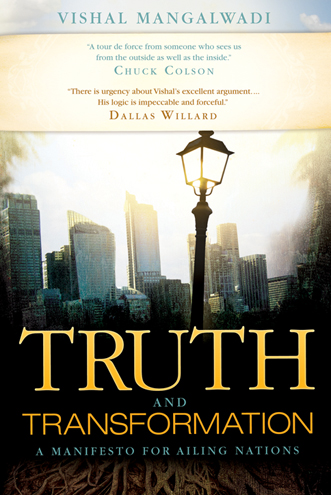 VISHAL MANGALWADI
"A tour de force from someone who sees us
from the outside as well as the inside."
CHUCK COLSON
"There is urgency about Vishal's excellent argument....
His logic is impeccable and forceful."
DALLAS WILLARD
TRUTH
AND
TRANSFORMATION
A MANIFESTO FOR AILING NATIONS